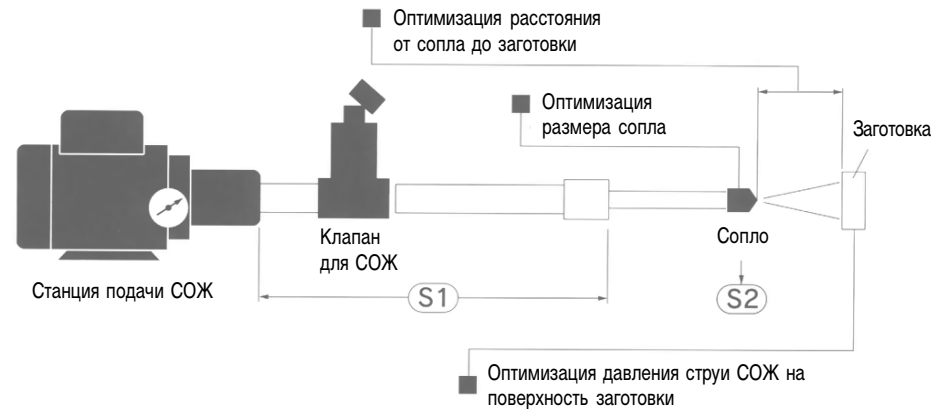 Оптимизация расстояния
от сопла до заготовки
Оптимизация
размера сопла
Заготовка
Клапан
для СОЖ
Сопло
Станция подачи СОЖ
S1
S2
Оптимизация давления струи СОЖ на
поверхность заготовки